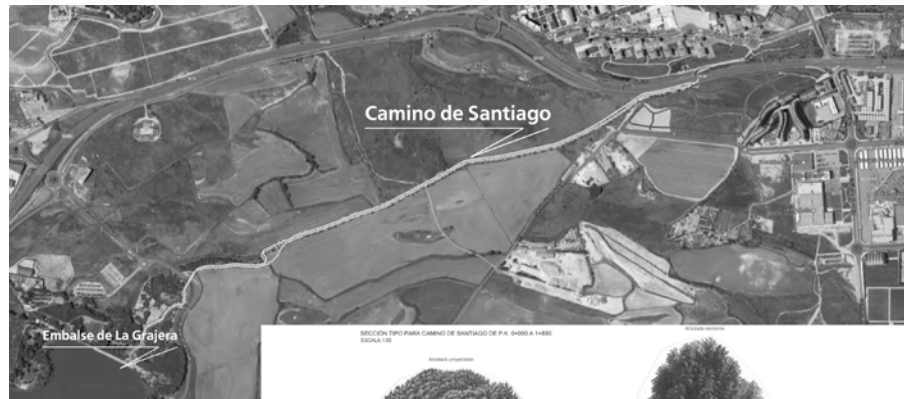 Camino de Santiago
Embalse de La Grajera
SECCIÓN TIPO PARA CAMINO DE SANTIAGO DE P.K. 0+000 A 1+890
ESCALA 1:50
Arbolado existente
Arbolado proyectado